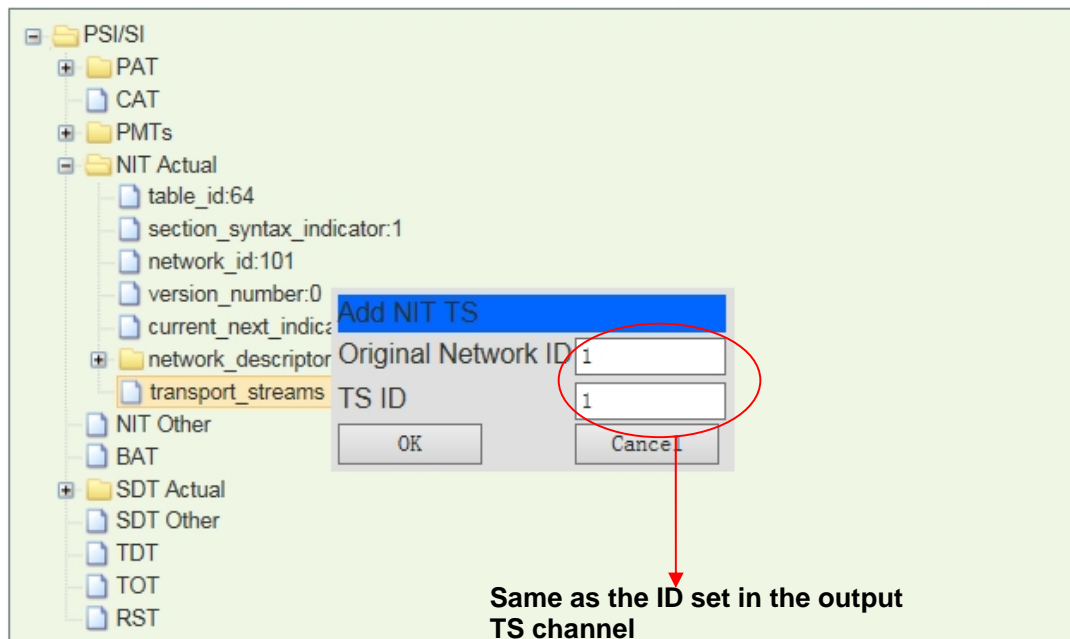 PSI/SI
PAT
CAT
PMTs
NIT Actual
table_id:64
section_syntax_indicator:1
network_id:101
version_number:0
current_next_indica
network_descriptor
transport_streams
NIT Other
BAT
SDT Actual
SDT Other
TDT
TOT
RST
Add NIT TS
Original Network ID 1
TS ID 1
OK Cancel
Same as the ID set in the output
TS channel